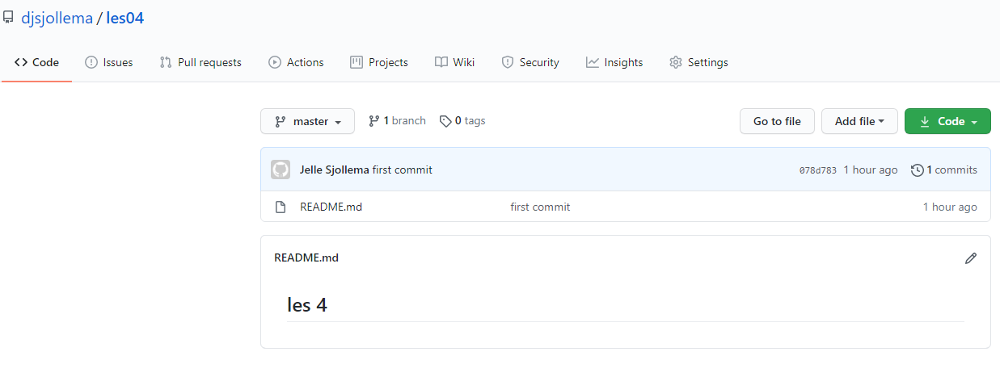 djsjollema / les04
Code Issues Pull requests Actions Projects Wiki Security Insights Settings
master 1 branch 0 tags Go to file Add file Code
Jelle Sjollema first commit 078d783 1 hour ago 1 commits
README.md first commit 1 hour ago
README.md
les 4